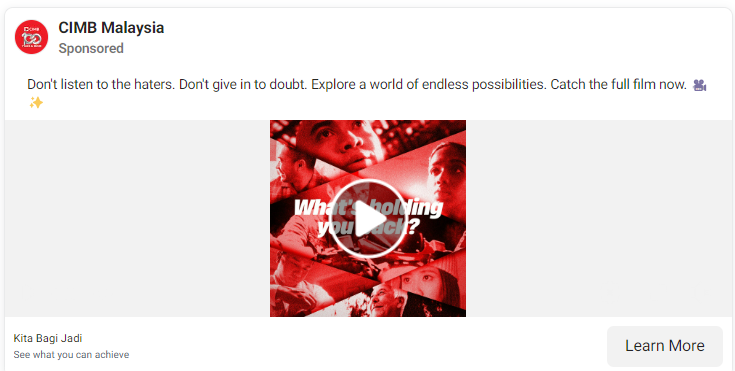 CIMB Malaysia
Sponsored
Don't listen to the haters. Don't give in to doubt. Explore a world of endless possibilities. Catch the full film now. 🎥
✨
What's holding
you back?
Kita Bagi Jadi
See what you can achieve
Learn More